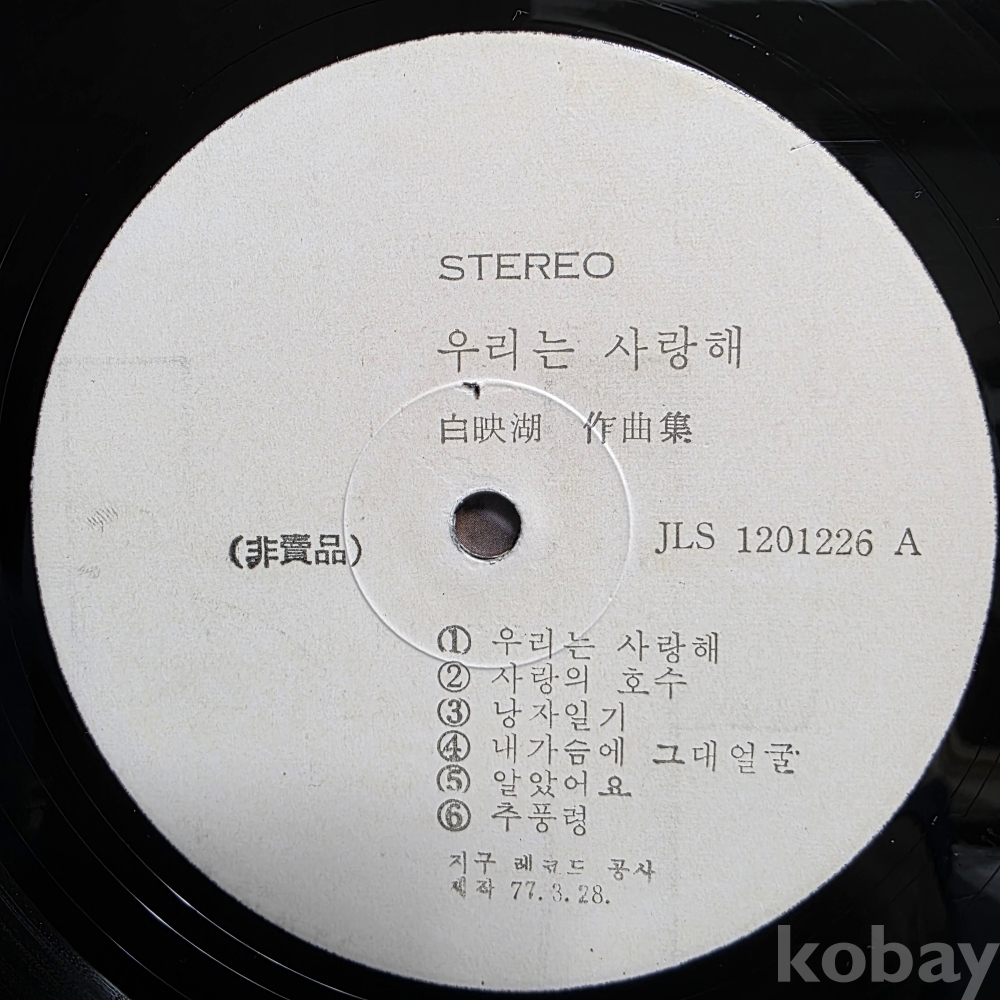 STEREO
우리는 사랑해
白映湖 作曲集
(非賣品)
JLS 1201226 A
① 우리는 사랑해
② 사랑의 호수
③ 낭자일기
④ 내가슴에 그대얼굴
⑤ 알았어요
⑥ 추풍령
지구 레코드 공사
제작 77.3.28.
kobay